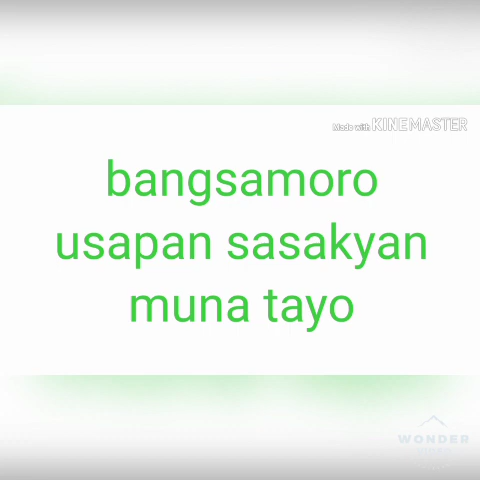 Made with KINEMASTER
bangsamoro
usapan sasakyan
muna tayo
WONDER